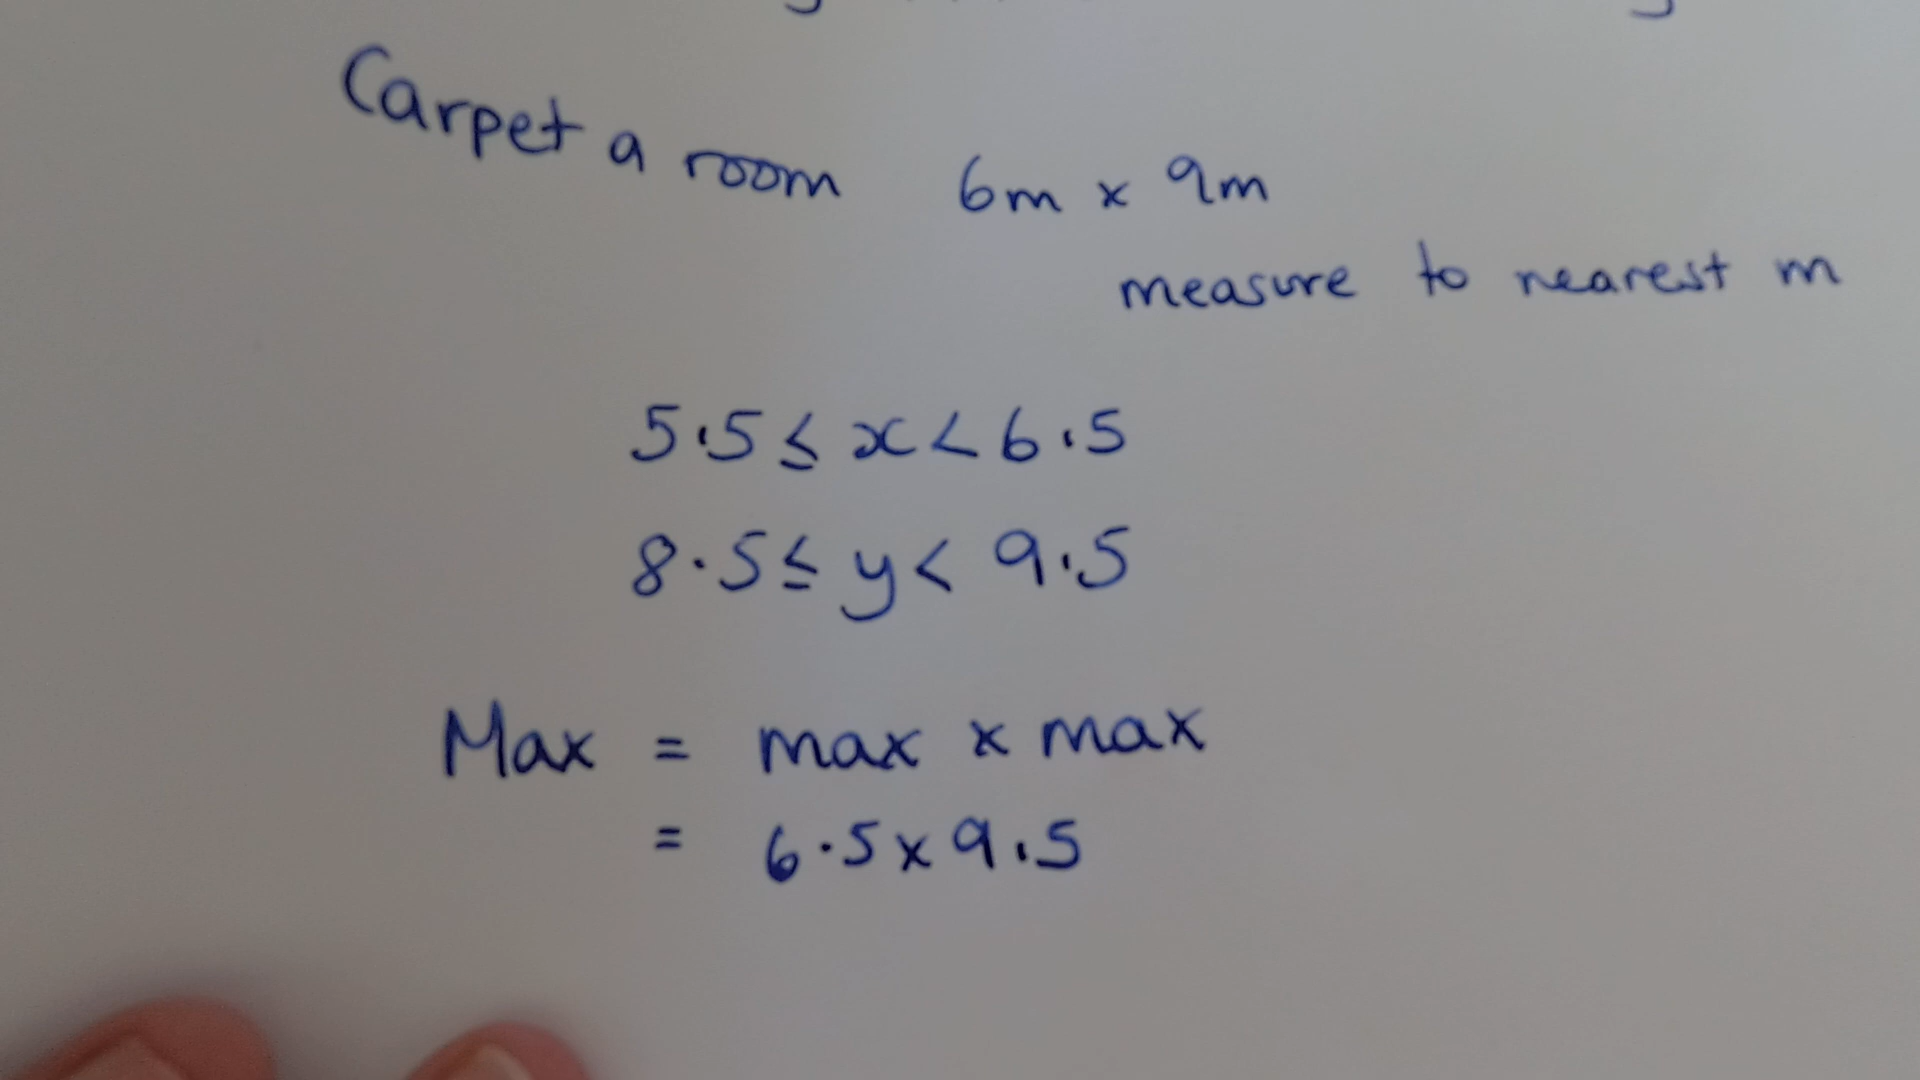 Carpet a room 6m x 9m
measure to nearest m
5.5 ≤ x < 6.5
8.5 ≤ y < 9.5
Max = max x max
= 6.5 x 9.5